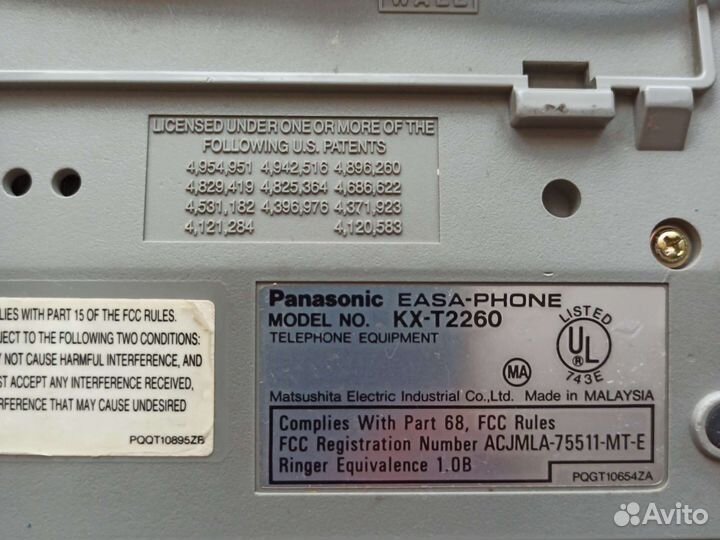 WALL
LICENSED UNDER ONE OR MORE OF THE
FOLLOWING U.S. PATENTS
4,954,951 4,942,516 4,896,260
4,829,419 4,825,364 4,686,622
4,531,182 4,396,976 4,371,923
4,121,284 4,120,583
LIES WITH PART 15 OF THE FCC RULES.
JECT TO THE FOLLOWING TWO CONDITIONS:
Y NOT CAUSE HARMFUL INTERFERENCE, AND
ST ACCEPT ANY INTERFERENCE RECEIVED,
RFERENCE THAT MAY CAUSE UNDESIRED
PQQT10895ZB
Panasonic EASA-PHONE
MODEL NO. KX-T2260
TELEPHONE EQUIPMENT
LISTED
UL
®
743E
MA
Matsushita Electric Industrial Co.,Ltd. Made in MALAYSIA
Complies With Part 68, FCC Rules
FCC Registration Number ACJMLA-75511-MT-E
Ringer Equivalence 1.0B
PQGT10654ZA
Avito